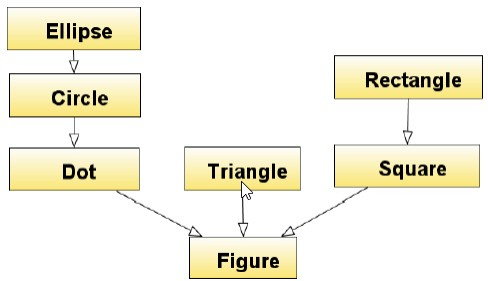 Ellipse
Circle
Dot
Triangle
Rectangle
Square
Figure